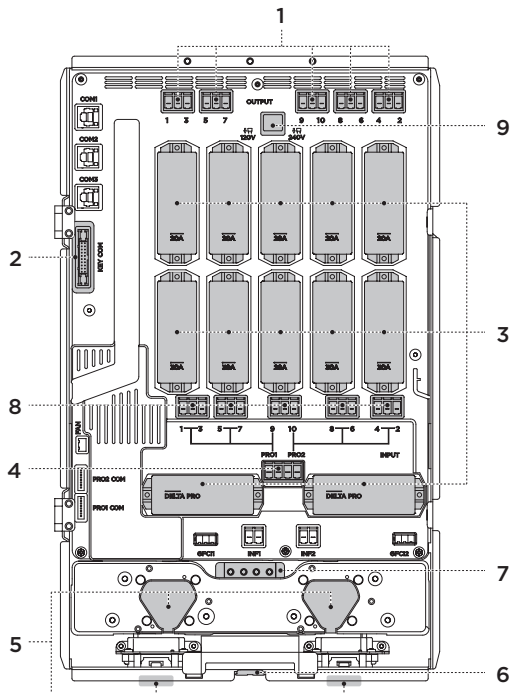 1
COM1
1 3 5 7 OUTPUT 9 10 8 6 4 2
9
120V 240V
COM2
COM3
2
KEY COM
20A 20A 20A 20A 20A
3
20A 20A 20A 20A 20A
8
1 3 5 7 9 10 8 6 4 2
FAN
PRO1 PRO2 INPUT
4
PRO2 COM
DELTA PRO DELTA PRO
PRO1 COM
GFCI1 INF1 INF2 GFCI2
7
5
6